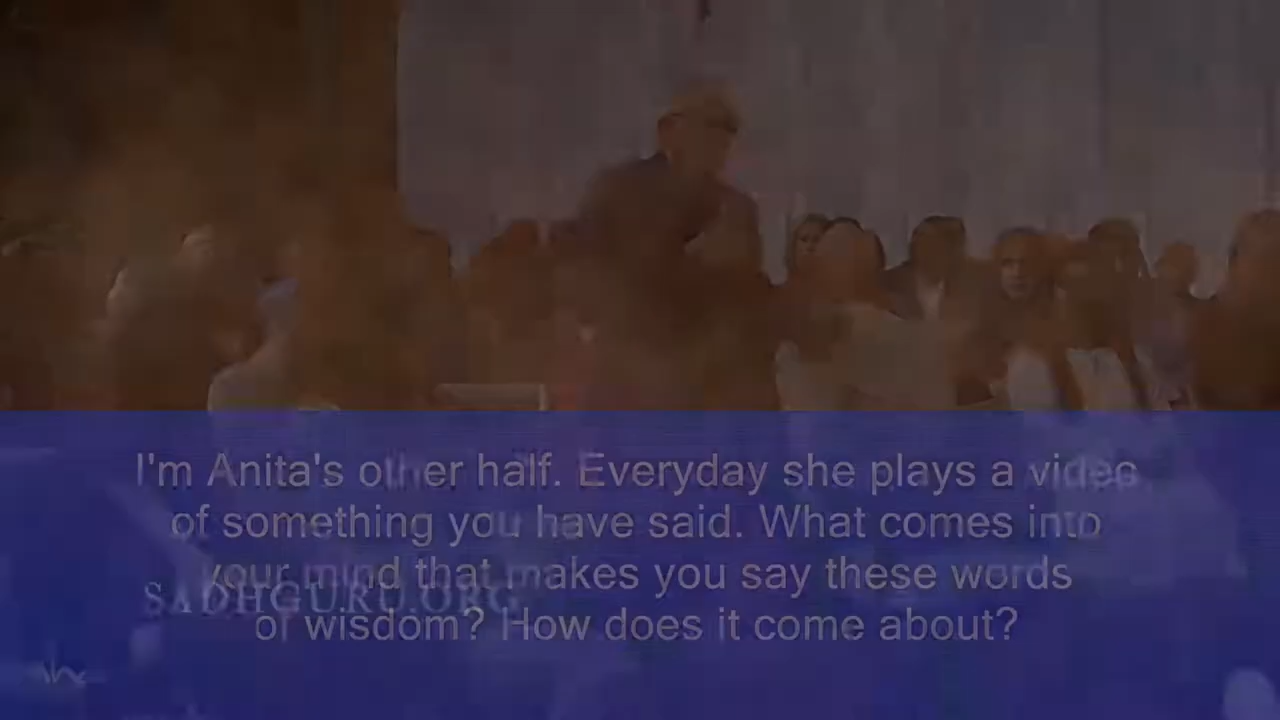 I'm Anita's other half. Everyday she plays a video
of something you have said. What comes into
your mind that makes you say these words
SADHGURU.ORG
of wisdom? How does it come about?